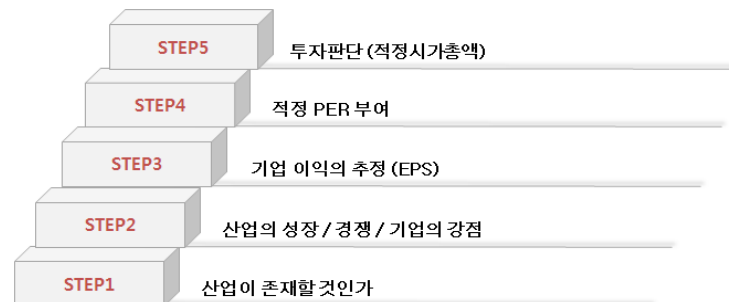 STEP5 투자판단 (적정시가총액)
STEP4 적정 PER 부여
STEP3 기업 이익의 추정 (EPS)
STEP2 산업의 성장 / 경쟁 / 기업의 강점
STEP1 산업이 존재할 것인가